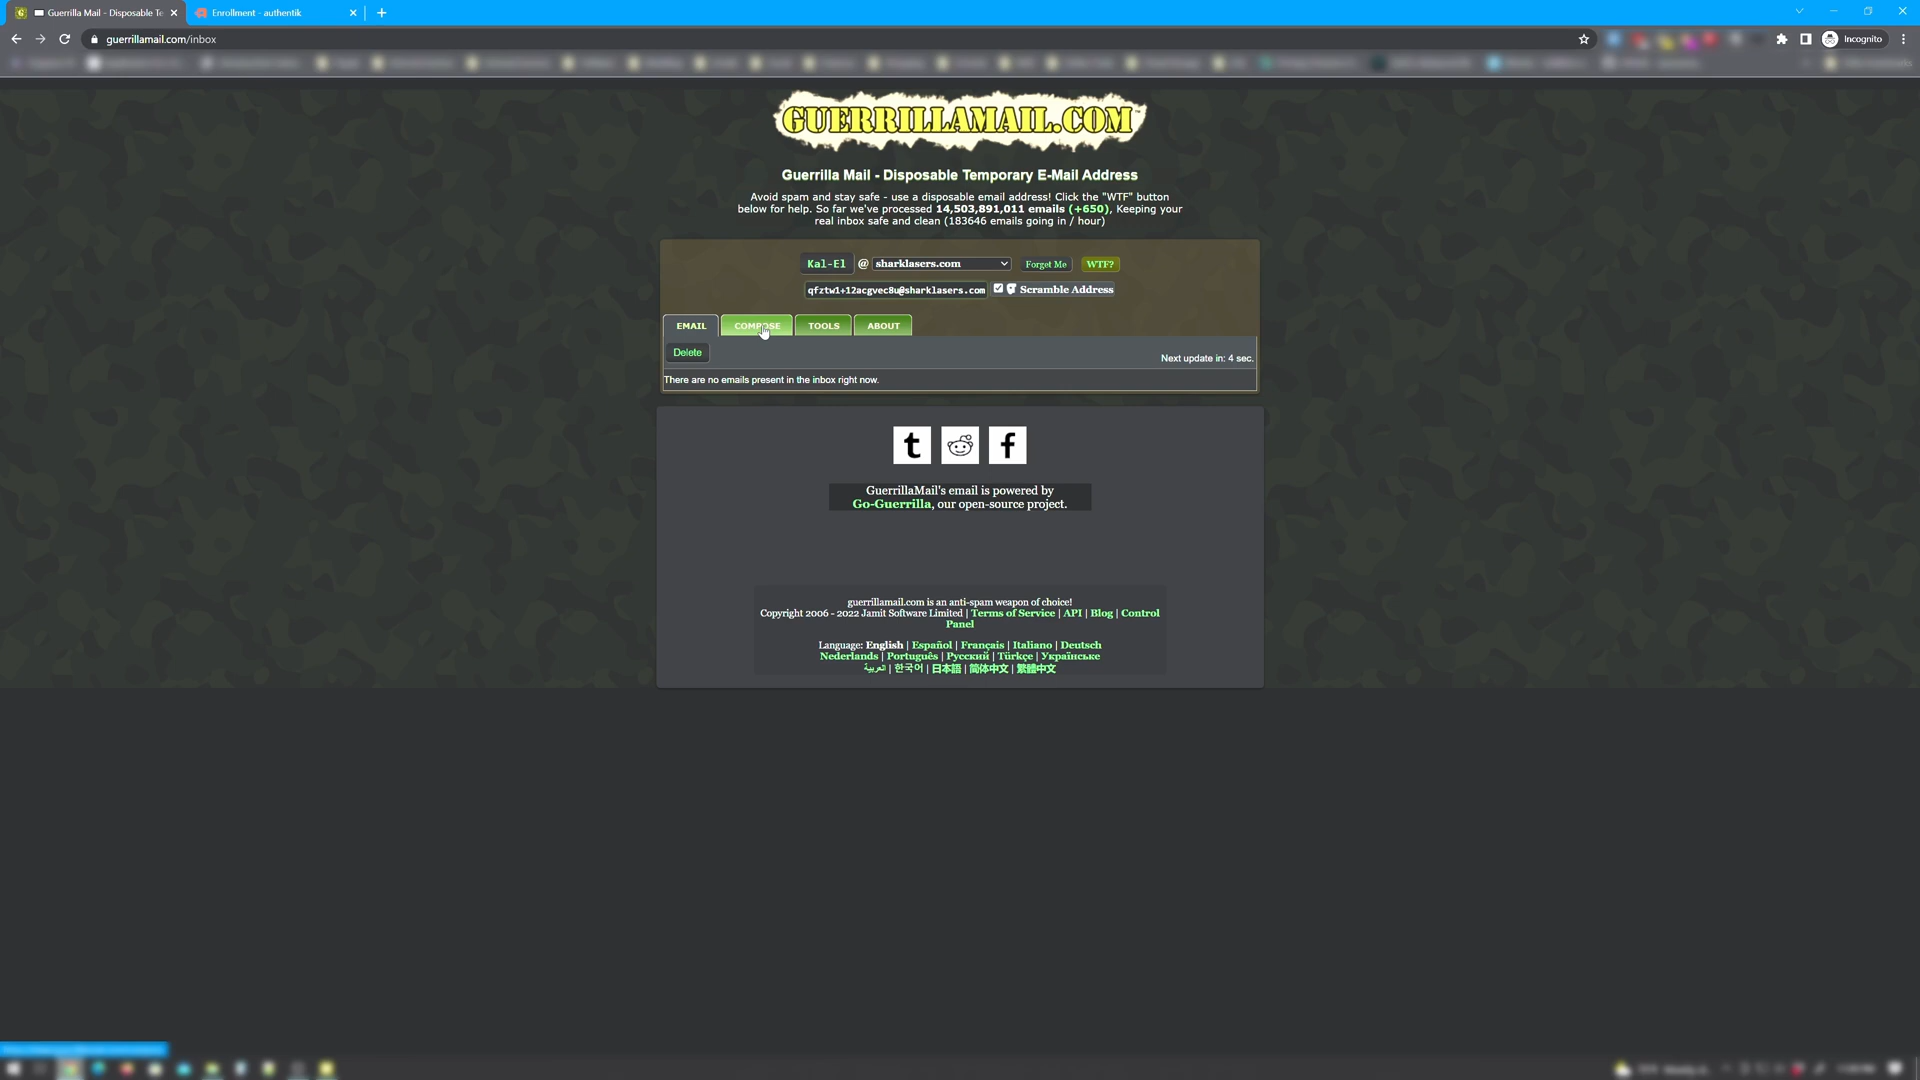 Guerrilla Mail - Disposable Te
Enrollment - authentik
guerrillamail.com/inbox
Incognito
GUERRILLAMAIL.COM
Guerrilla Mail - Disposable Temporary E-Mail Address
Avoid spam and stay safe - use a disposable email address! Click the "WTF" button
below for help. So far we've processed 14,503,891,011 emails (+650), Keeping your
real inbox safe and clean (183646 emails going in / hour)
Kal-El @ sharklasers.com Forget Me WTF?
qfztw1+12acgvec8u@sharklasers.com Scramble Address
EMAIL COMPOSE TOOLS ABOUT
Delete
Next update in: 4 sec.
There are no emails present in the inbox right now.
GuerrillaMail's email is powered by
Go-Guerrilla, our open-source project.
guerrillamail.com is an anti-spam weapon of choice!
Copyright 2006 - 2022 Jamit Software Limited | Terms of Service | API | Blog | Control
Panel
Language: English | Español | Français | Italiano | Deutsch
Nederlands | Português | Русский | Türkçe | Українське
العربية | 한국어 | 日本語 | 简体中文 | 繁體中文